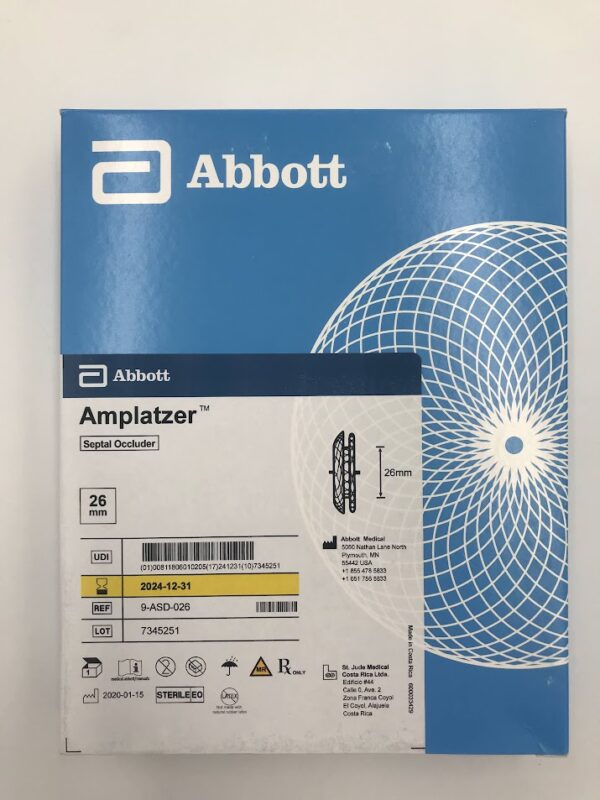 Abbott
Abbott
Amplatzer™
Septal Occluder
26mm
26
mm
UDI
(01)00811806010205(17)241231(10)7345251
2024-12-31
REF
9-ASD-026
LOT
7345251
Abbott Medical
5050 Nathan Lane North
Plymouth, MN
55442 USA
+1 855 478 5833
+1 651 756 5833
1
MR
Rx ONLY
2020-01-15
STERILE EO
St. Jude Medical
Costa Rica Ltda.
Edificio #44
Calle 0, Ave. 2
Zona Franca Coyol
El Coyol, Alajuela
Costa Rica
Made in Costa Rica